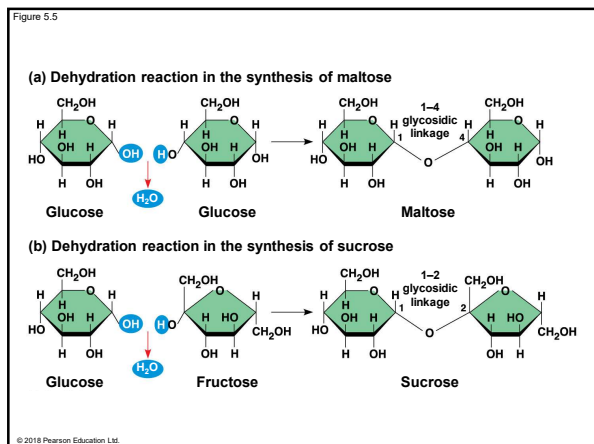 Figure 5.5
(a) Dehydration reaction in the synthesis of maltose
CH₂OH CH₂OH CH₂OH 1–4 CH₂OH
glycosidic
linkage
H O H H O H H O H H O H
H H H 1 4 H
OH H OH HO OH H OH H
HO OH H HO OH HO O OH
H OH H OH H OH H OH
H₂O
Glucose Glucose Maltose
(b) Dehydration reaction in the synthesis of sucrose
CH₂OH CH₂OH CH₂OH 1–2 CH₂OH
glycosidic
linkage
H O H O H H O H O H
H H 1 2
OH H OH HO H HO OH H H HO
HO CH₂OH HO O CH₂OH
H OH OH H H OH OH H
H₂O
Glucose Fructose Sucrose
© 2018 Pearson Education Ltd.